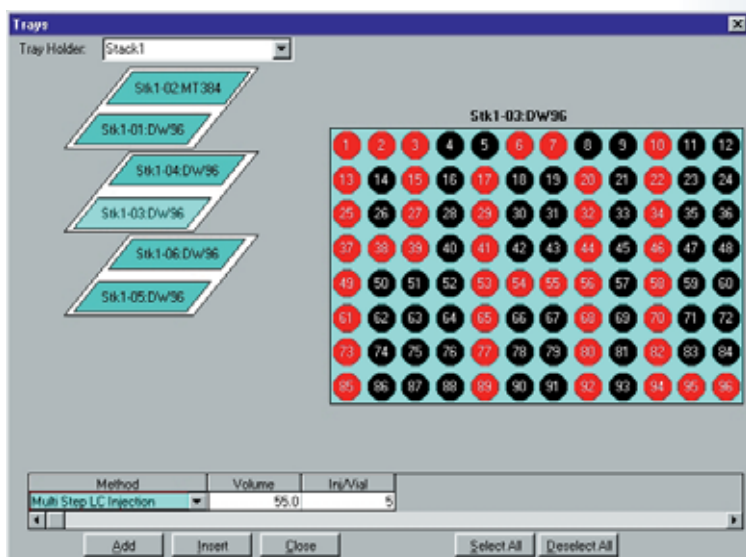 Trays
Tray Holder: Stack1
Stk1-02:MT384
Stk1-01:DW96
Stk1-04:DW96
Stk1-03:DW96
Stk1-06:DW96
Stk1-05:DW96
Stk1-03:DW96
1 2 3 4 5 6 7 8 9 10 11 12
13 14 15 16 17 18 19 20 21 22 23 24
25 26 27 28 29 30 31 32 33 34 35 36
37 38 39 40 41 42 43 44 45 46 47 48
49 50 51 52 53 54 55 56 57 58 59 60
61 62 63 64 65 66 67 68 69 70 71 72
73 74 75 76 77 78 79 80 81 82 83 84
85 86 87 88 89 90 91 92 93 94 95 96
Method Volume Inj/Vial
Multi Step LC Injection 55.0 5
Add Insert Close Select All Deselect All